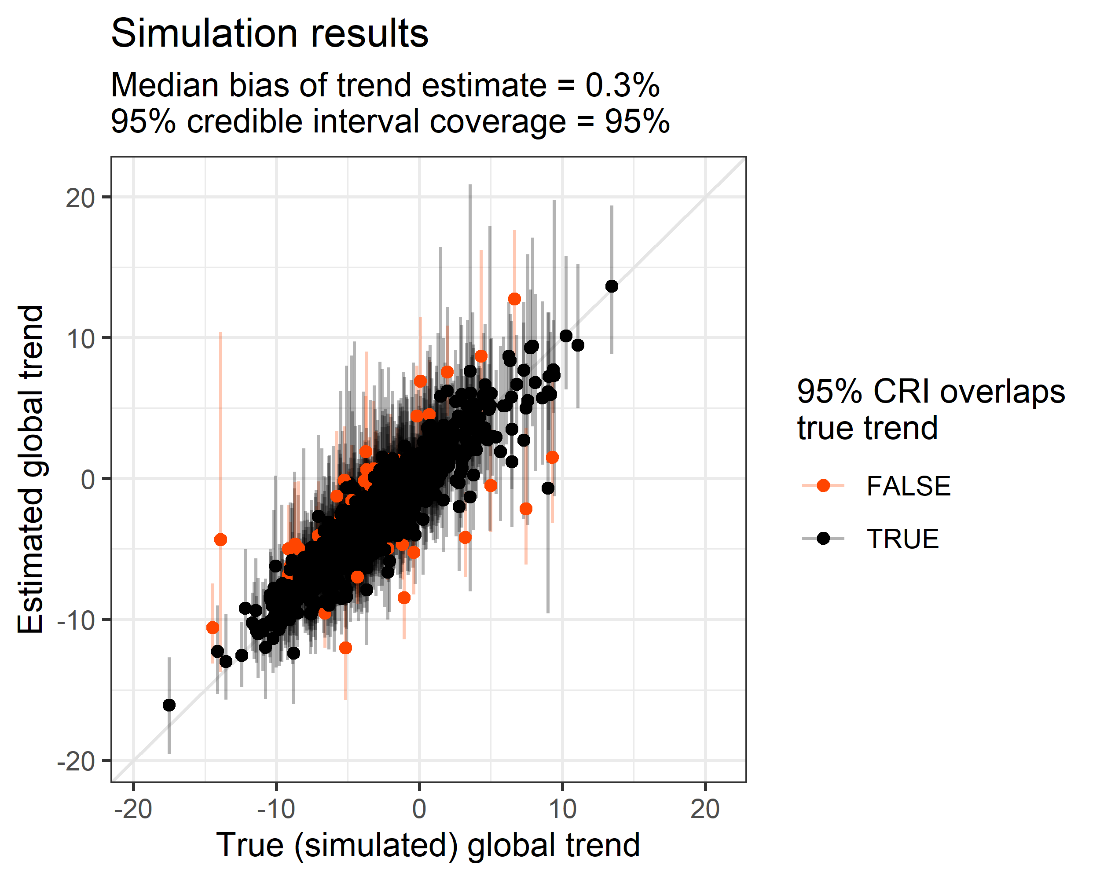 Simulation results
Median bias of trend estimate = 0.3%
95% credible interval coverage = 95%
20
10
0
-10
-20
Estimated global trend
-20 -10 0 10 20
True (simulated) global trend
95% CRI overlaps
true trend
FALSE
TRUE